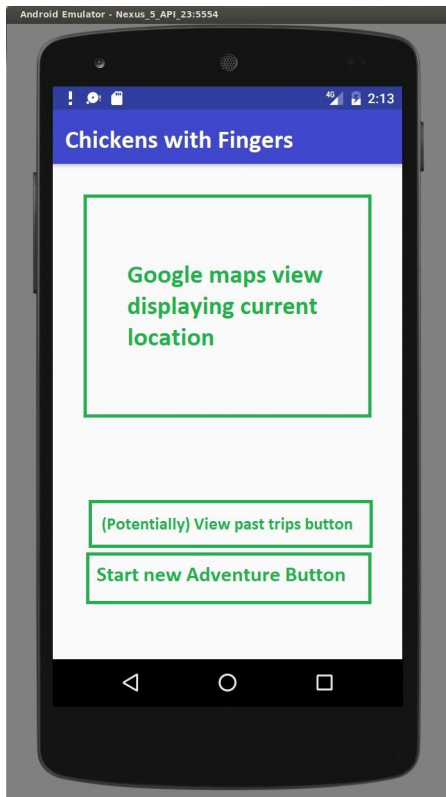 Android Emulator - Nexus_5_API_23:5554
4G 2:13
Chickens with Fingers
Google maps view
displaying current
location
(Potentially) View past trips button
Start new Adventure Button